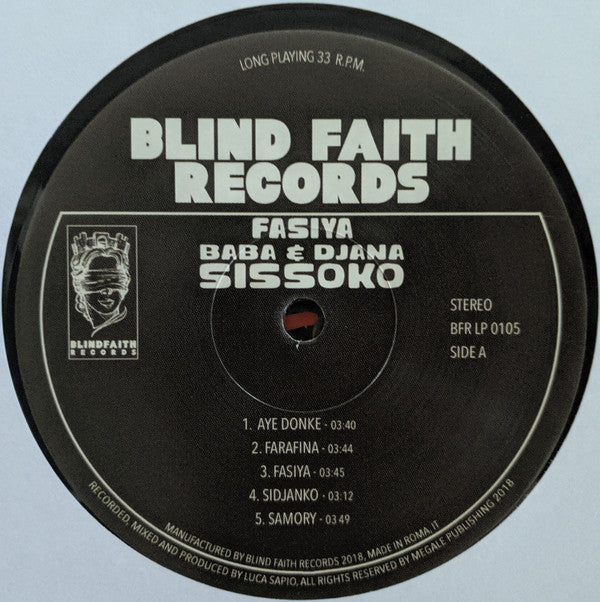 LONG PLAYING 33 R.P.M.
BLIND FAITH
RECORDS
FASIYA
BABA & DJANA
SISSOKO
BLINDFAITH
RECORDS
STEREO
BFR LP 0105
SIDE A
1. AYE DONKE - 03:40
2. FARAFINA - 03:44
3. FASIYA - 03:45
4. SIDJANKO - 03:12
5. SAMORY - 03 49
MANUFACTURED BY BLIND FAITH RECORDS 2018, MADE IN ROMA, IT
RECORDED, MIXED AND PRODUCED BY LUCA SAPIO, ALL RIGHTS RESERVED BY MEGALE PUBLISHING 2018